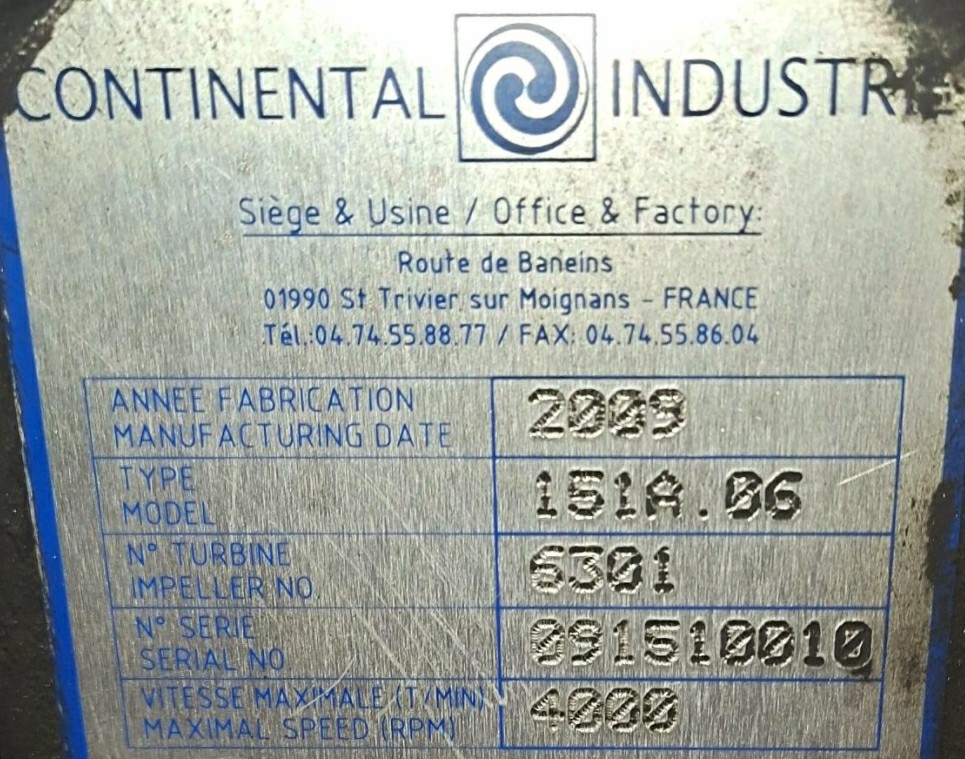 CONTINENTAL INDUSTRIE
Siège & Usine / Office & Factory:
Route de Baneins
01990 St Trivier sur Moignans - FRANCE
Tél.:04.74.55.88.77 / FAX: 04.74.55.86.04
ANNEE FABRICATION
MANUFACTURING DATE
2009
TYPE
MODEL
151A.06
N° TURBINE
IMPELLER NO
6301
N° SERIE
SERIAL NO
091510010
VITESSE MAXIMALE (T/MIN)
MAXIMAL SPEED (RPM)
4000